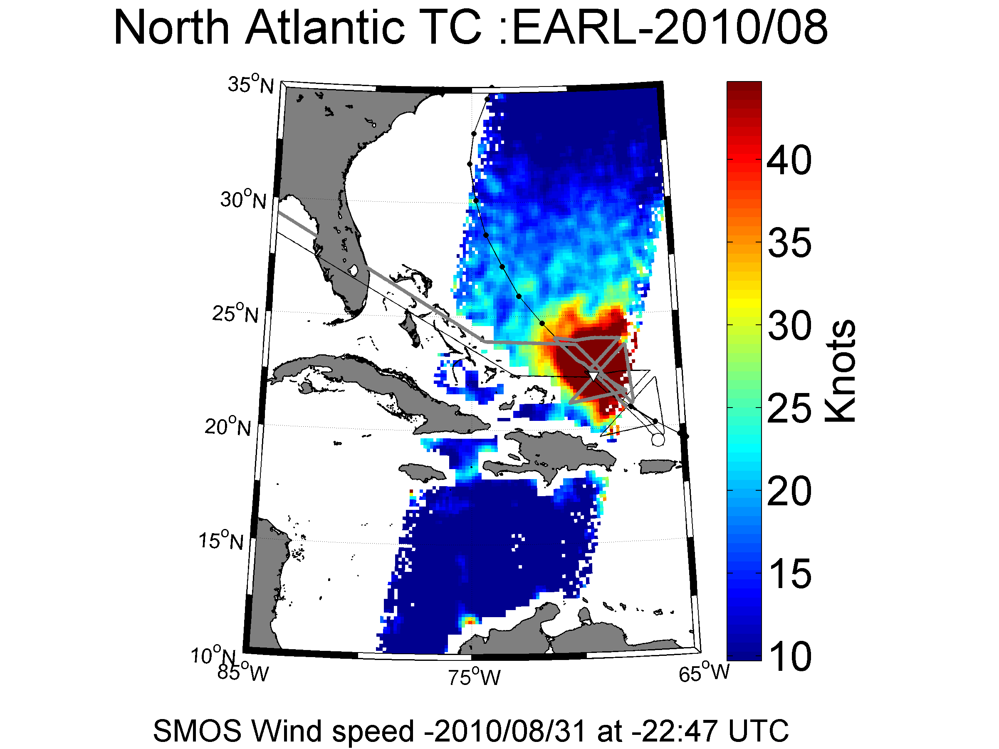 North Atlantic TC :EARL-2010/08
35°N
30°N
25°N
20°N
15°N
10°N
85°W
75°W
65°W
40
35
30
25
20
15
10
Knots
SMOS Wind speed -2010/08/31 at -22:47 UTC